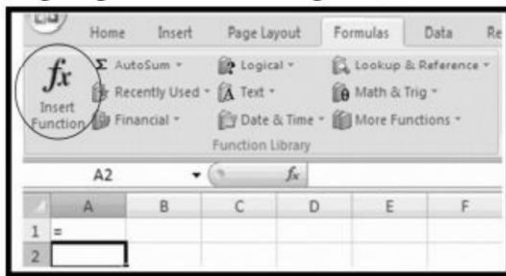 Home Insert Page Layout Formulas Data Re
fx Σ AutoSum Logical Lookup & Reference
Insert Function Recently Used Text Math & Trig
Financial Date & Time More Functions
Function Library
A2 fx
A B C D E F
1 =
2